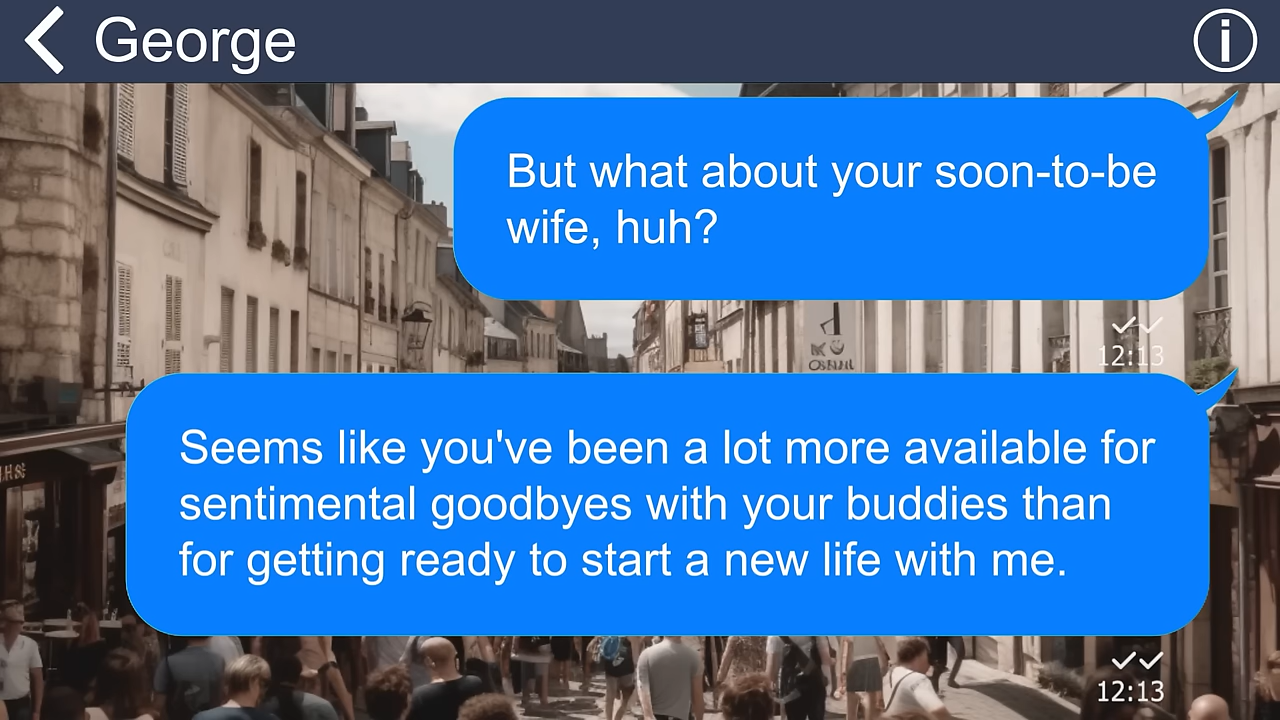 George
But what about your soon-to-be
wife, huh?
12:13
Seems like you've been a lot more available for
sentimental goodbyes with your buddies than
for getting ready to start a new life with me.
12:13